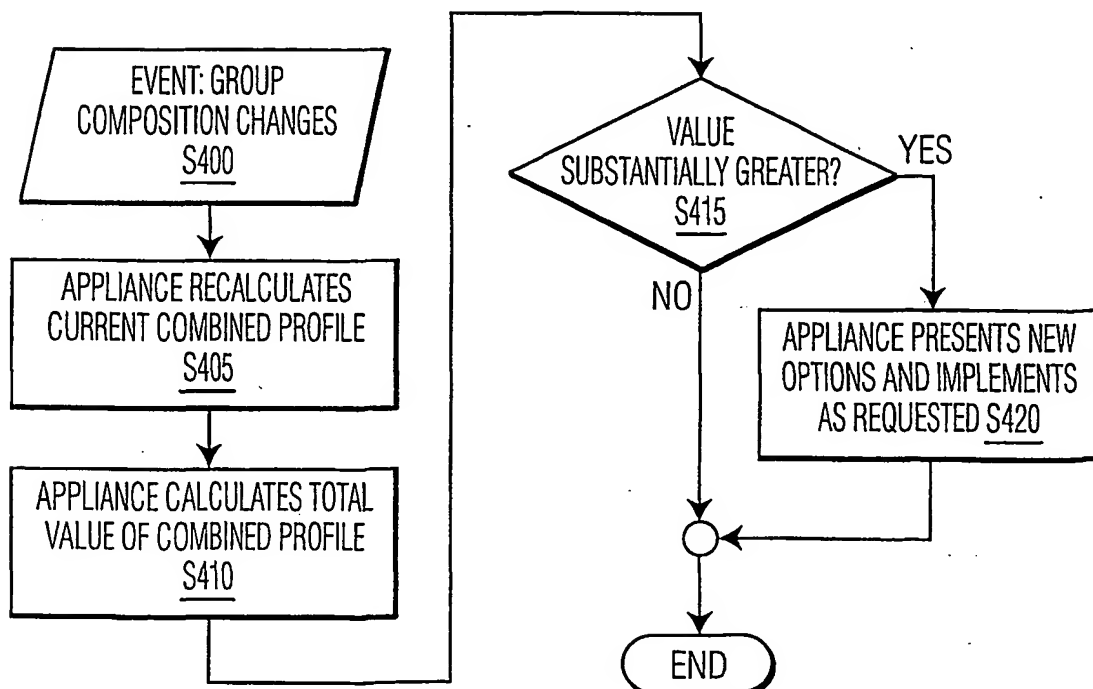 EVENT: GROUP
COMPOSITION CHANGES
S400
APPLIANCE RECALCULATES
CURRENT COMBINED PROFILE
S405
APPLIANCE CALCULATES TOTAL
VALUE OF COMBINED PROFILE
S410
VALUE
SUBSTANTIALLY GREATER?
S415
YES
NO
APPLIANCE PRESENTS NEW
OPTIONS AND IMPLEMENTS
AS REQUESTED S420
END